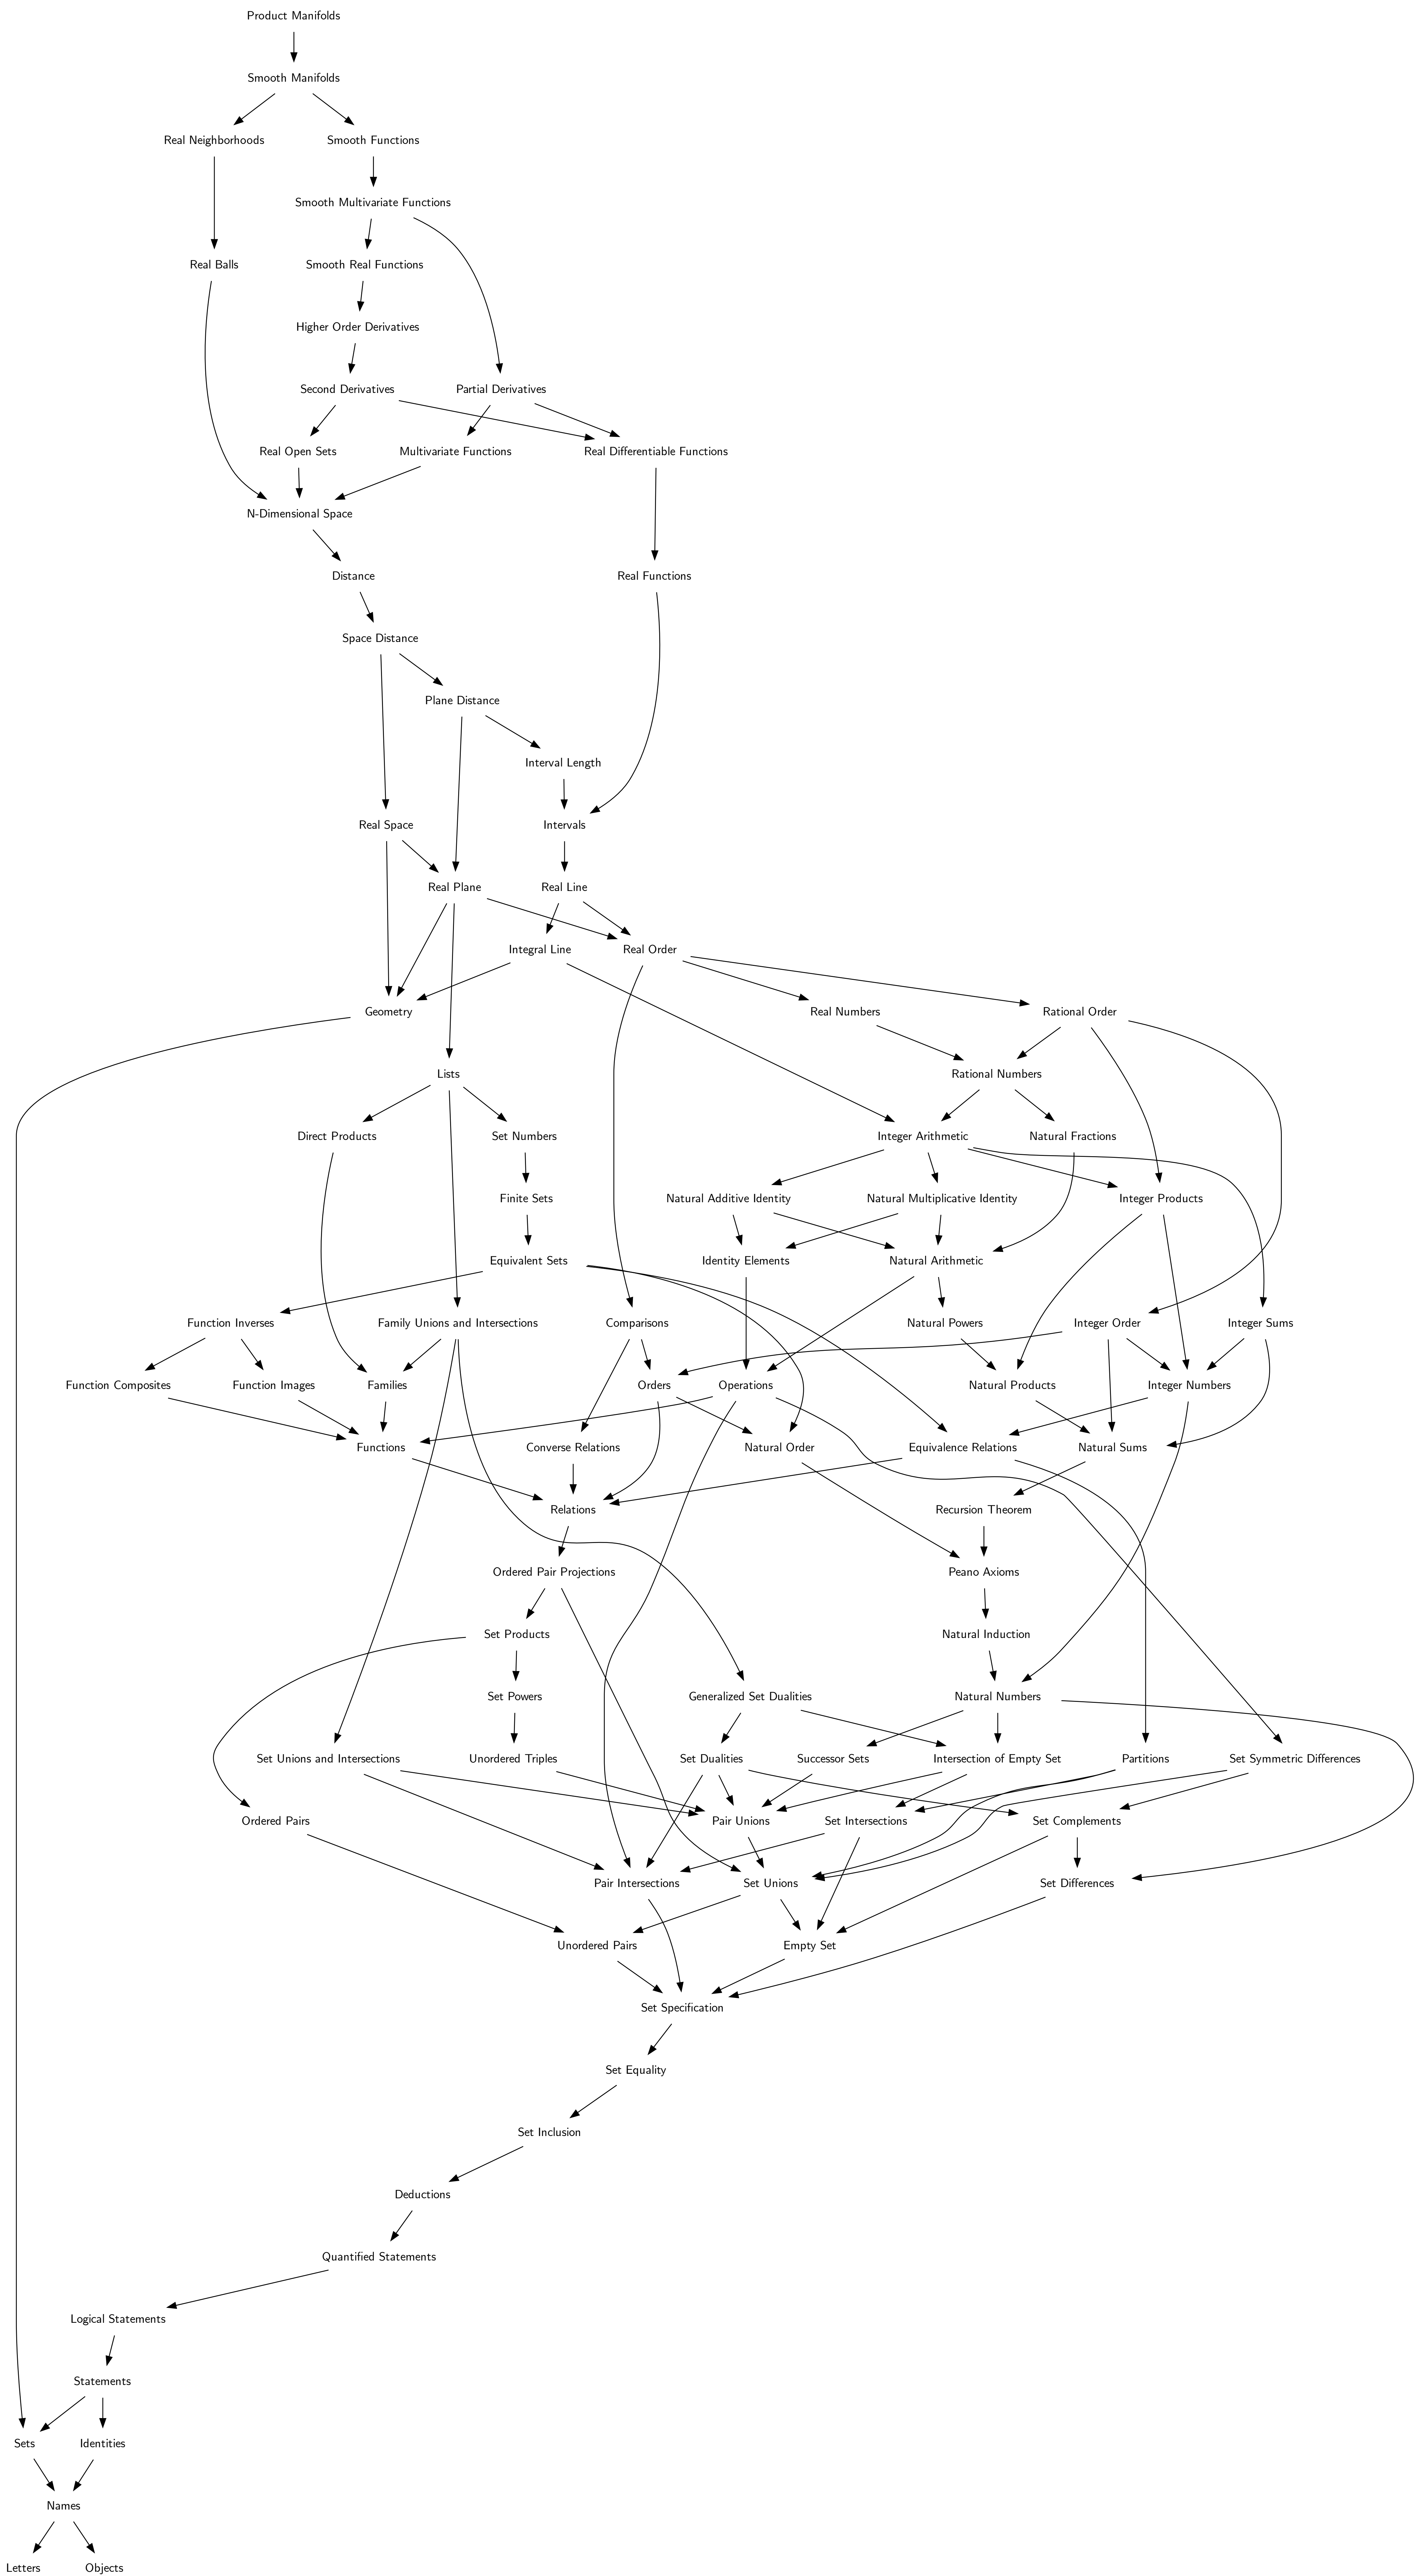 Product Manifolds
Smooth Manifolds
Real Neighborhoods
Smooth Functions
Smooth Multivariate Functions
Real Balls
Smooth Real Functions
Higher Order Derivatives
Second Derivatives
Partial Derivatives
Real Open Sets
Multivariate Functions
Real Differentiable Functions
N-Dimensional Space
Distance
Real Functions
Space Distance
Plane Distance
Interval Length
Real Space
Intervals
Real Plane
Real Line
Integral Line
Real Order
Geometry
Real Numbers
Rational Order
Lists
Rational Numbers
Direct Products
Set Numbers
Integer Arithmetic
Natural Fractions
Finite Sets
Natural Additive Identity
Natural Multiplicative Identity
Integer Products
Equivalent Sets
Identity Elements
Natural Arithmetic
Function Inverses
Family Unions and Intersections
Comparisons
Natural Powers
Integer Order
Integer Sums
Function Composites
Function Images
Families
Orders
Operations
Natural Products
Integer Numbers
Functions
Converse Relations
Natural Order
Equivalence Relations
Natural Sums
Relations
Recursion Theorem
Ordered Pair Projections
Peano Axioms
Set Products
Natural Induction
Set Powers
Generalized Set Dualities
Natural Numbers
Set Unions and Intersections
Unordered Triples
Set Dualities
Successor Sets
Intersection of Empty Set
Partitions
Set Symmetric Differences
Ordered Pairs
Pair Unions
Set Intersections
Set Complements
Pair Intersections
Set Unions
Set Differences
Unordered Pairs
Empty Set
Set Specification
Set Equality
Set Inclusion
Deductions
Quantified Statements
Logical Statements
Statements
Sets
Identities
Names
Letters
Objects